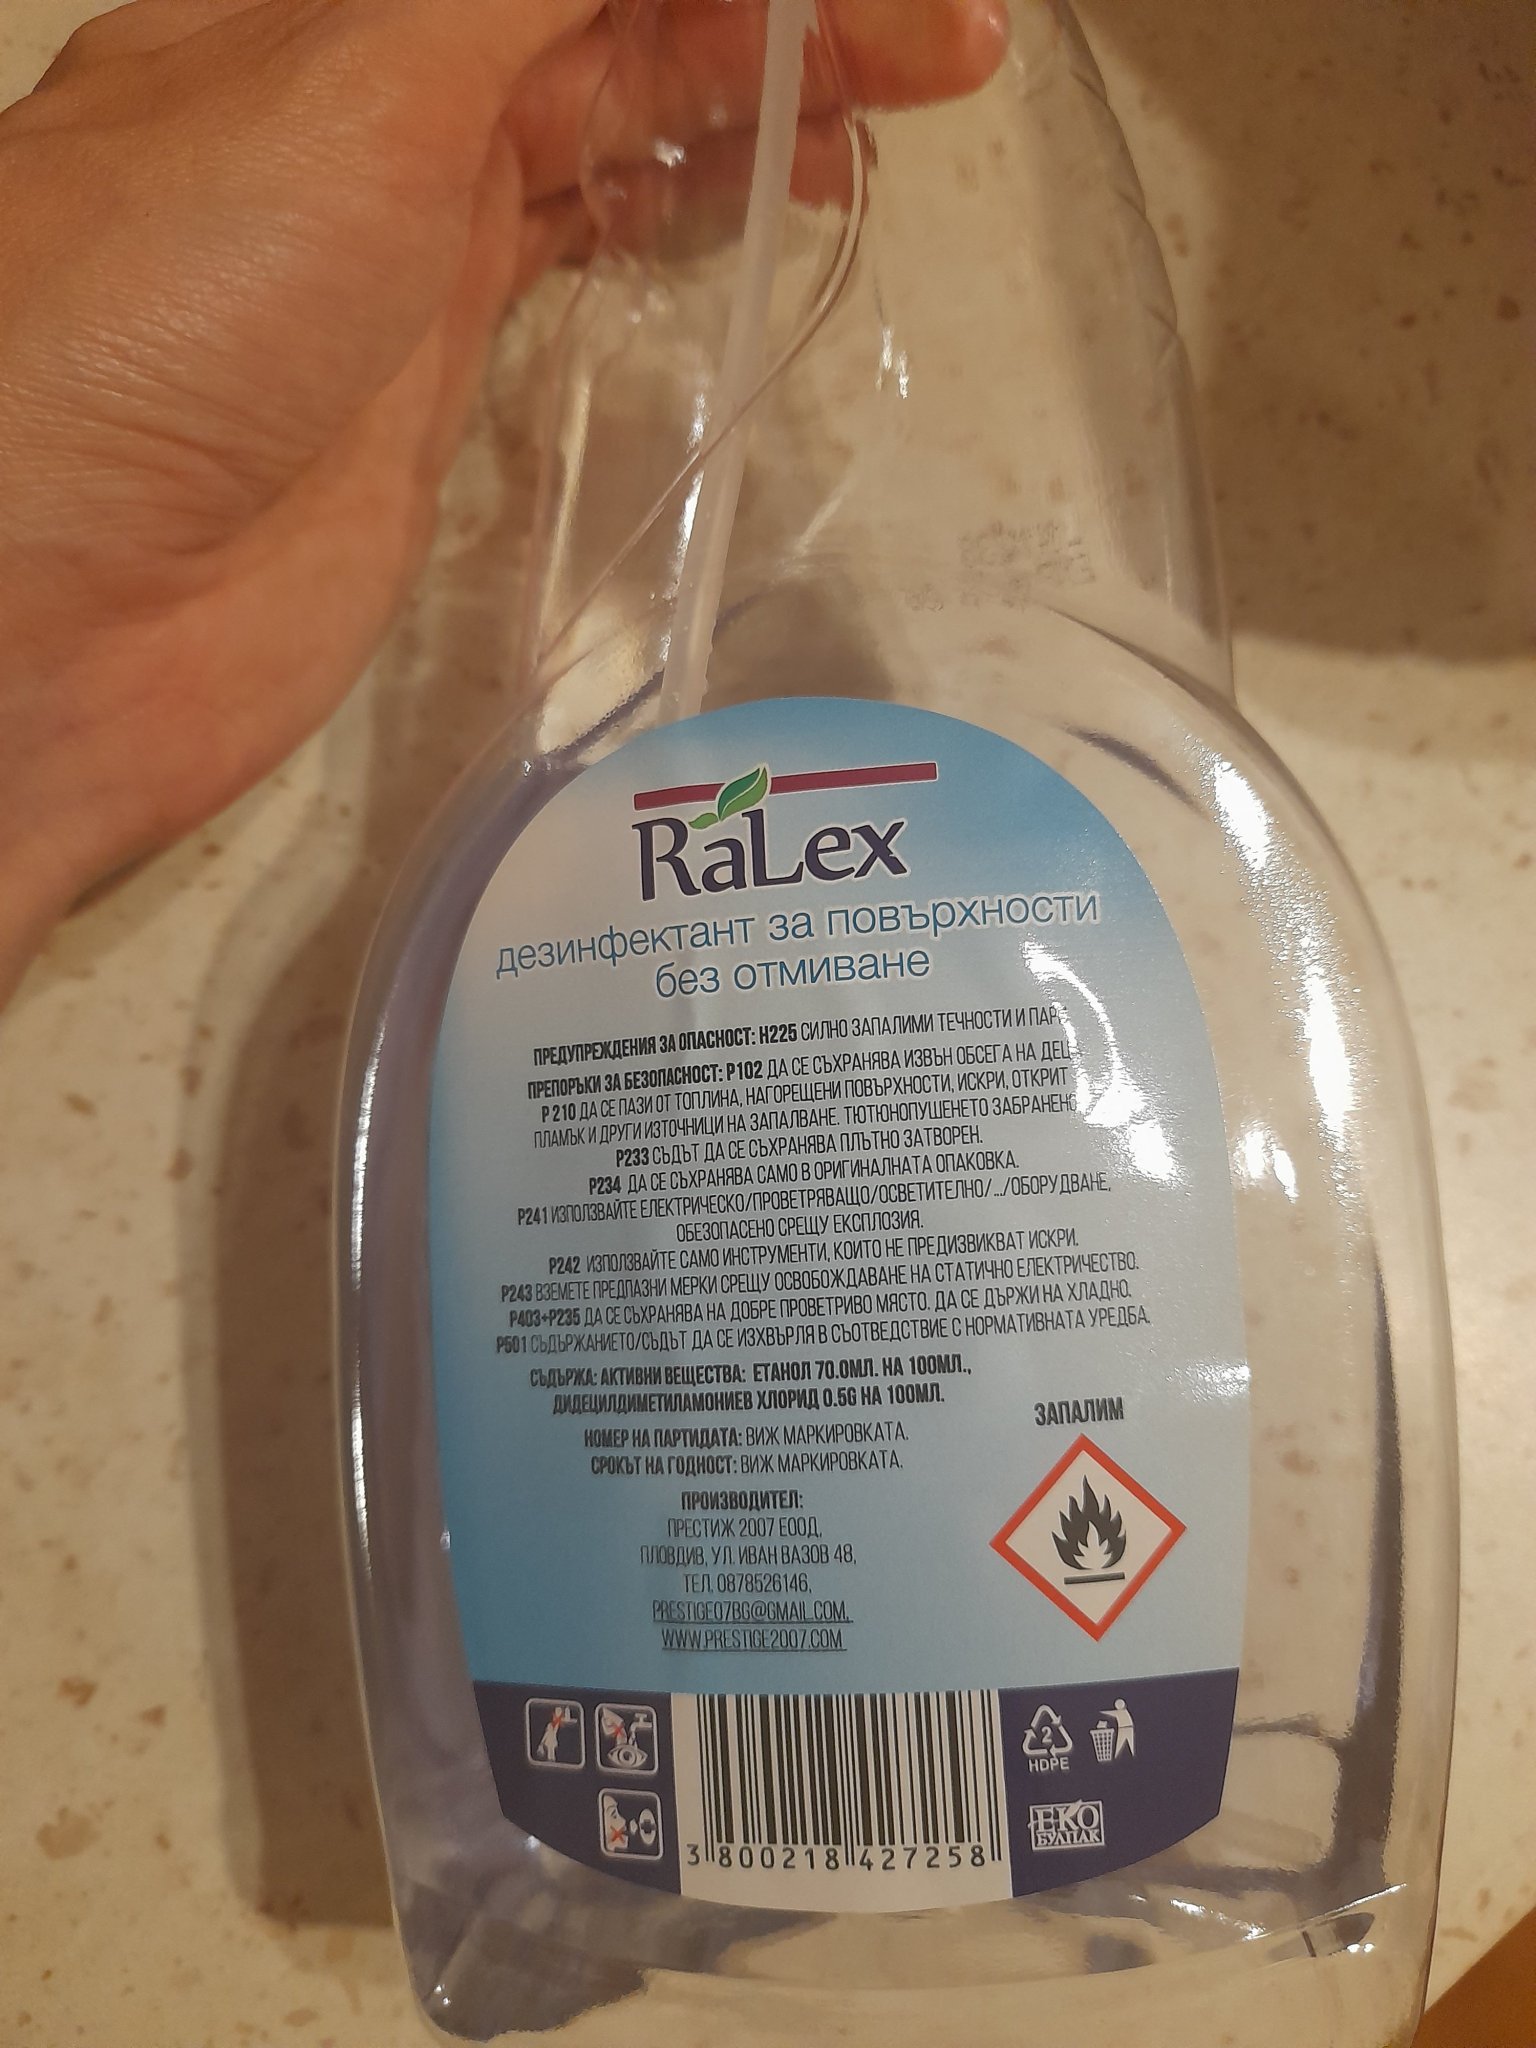 RaLex
дезинфектант за повърхности
без отмиване
ПРЕДУПРЕЖДЕНИЯ ЗА ОПАСНОСТ: H225 СИЛНО ЗАПАЛИМИ ТЕЧНОСТИ И
ПРЕПОРЪКИ ЗА БЕЗОПАСНОСТ: P102 ДА СЕ СЪХРАНЯВА ИЗВЪН ОБСЕГА НА
P 210 ДА СЕ ПАЗИ ОТ ТОПЛИНА, НАГОРЕЩЕНИ ПОВЪРХНОСТИ, ИСКРИ, ОТКРИТ
ПЛАМЪК И ДРУГИ ИЗТОЧНИЦИ НА ЗАПАЛВАНЕ. ТЮТЮНОПУШЕНЕТО ЗАБРАНЕНО
P233 СЪДЪТ ДА СЕ СЪХРАНЯВА ПЛЪТНО ЗАТВОРЕН.
P234 ДА СЕ СЪХРАНЯВА САМО В ОРИГИНАЛНАТА ОПАКОВКА.
P241 ИЗПОЛЗВАЙТЕ ЕЛЕКТРИЧЕСКО/ПРОВЕТРЯВАЩО/ОСВЕТИТЕЛНО/.../ОБОРУДВАНЕ,
ОБЕЗОПАСЕНО СРЕЩУ ЕКСПЛОЗИЯ.
P242 ИЗПОЛЗВАЙТЕ САМО ИНСТРУМЕНТИ, КОИТО НЕ ПРЕДИЗВИКВАТ ИСКРИ.
P243 ВЗЕМЕТЕ ПРЕДПАЗНИ МЕРКИ СРЕЩУ ОСВОБОЖДАВАНЕ НА СТАТИЧНО ЕЛЕКТРИЧЕСТВО.
P403+P235 ДА СЕ СЪХРАНЯВА НА ДОБРЕ ПРОВЕТРИВО МЯСТО. ДА СЕ ДЪРЖИ НА ХЛАДНО.
P501 СЪДЪРЖАНИЕТО/СЪДЪТ ДА СЕ ИЗХВЪРЛЯ В СЪОТВЕДСТВИЕ С НОРМАТИВНАТА УРЕДБА.
СЪДЪРЖА: АКТИВНИ ВЕЩЕСТВА: ЕТАНОЛ 70.0МЛ. НА 100МЛ.,
ДИДЕЦИЛДИМЕТИЛАМОНИЕВ ХЛОРИД 0.5G НА 100МЛ.
НОМЕР НА ПАРТИДАТА: ВИЖ МАРКИРОВКАТА.
СРОКЪТ НА ГОДНОСТ: ВИЖ МАРКИРОВКАТА.
ЗАПАЛИМ
ПРОИЗВОДИТЕЛ:
ПРЕСТИЖ 2007 ЕООД,
ПЛОВДИВ, УЛ. ИВАН ВАЗОВ 48,
ТЕЛ. 0878526146,
PRESTIGE07BG@GMAIL.COM,
WWW.PRESTIGE2007.COM
2
HDPE
ЕКО
БУЛПАК
3 800218 427258